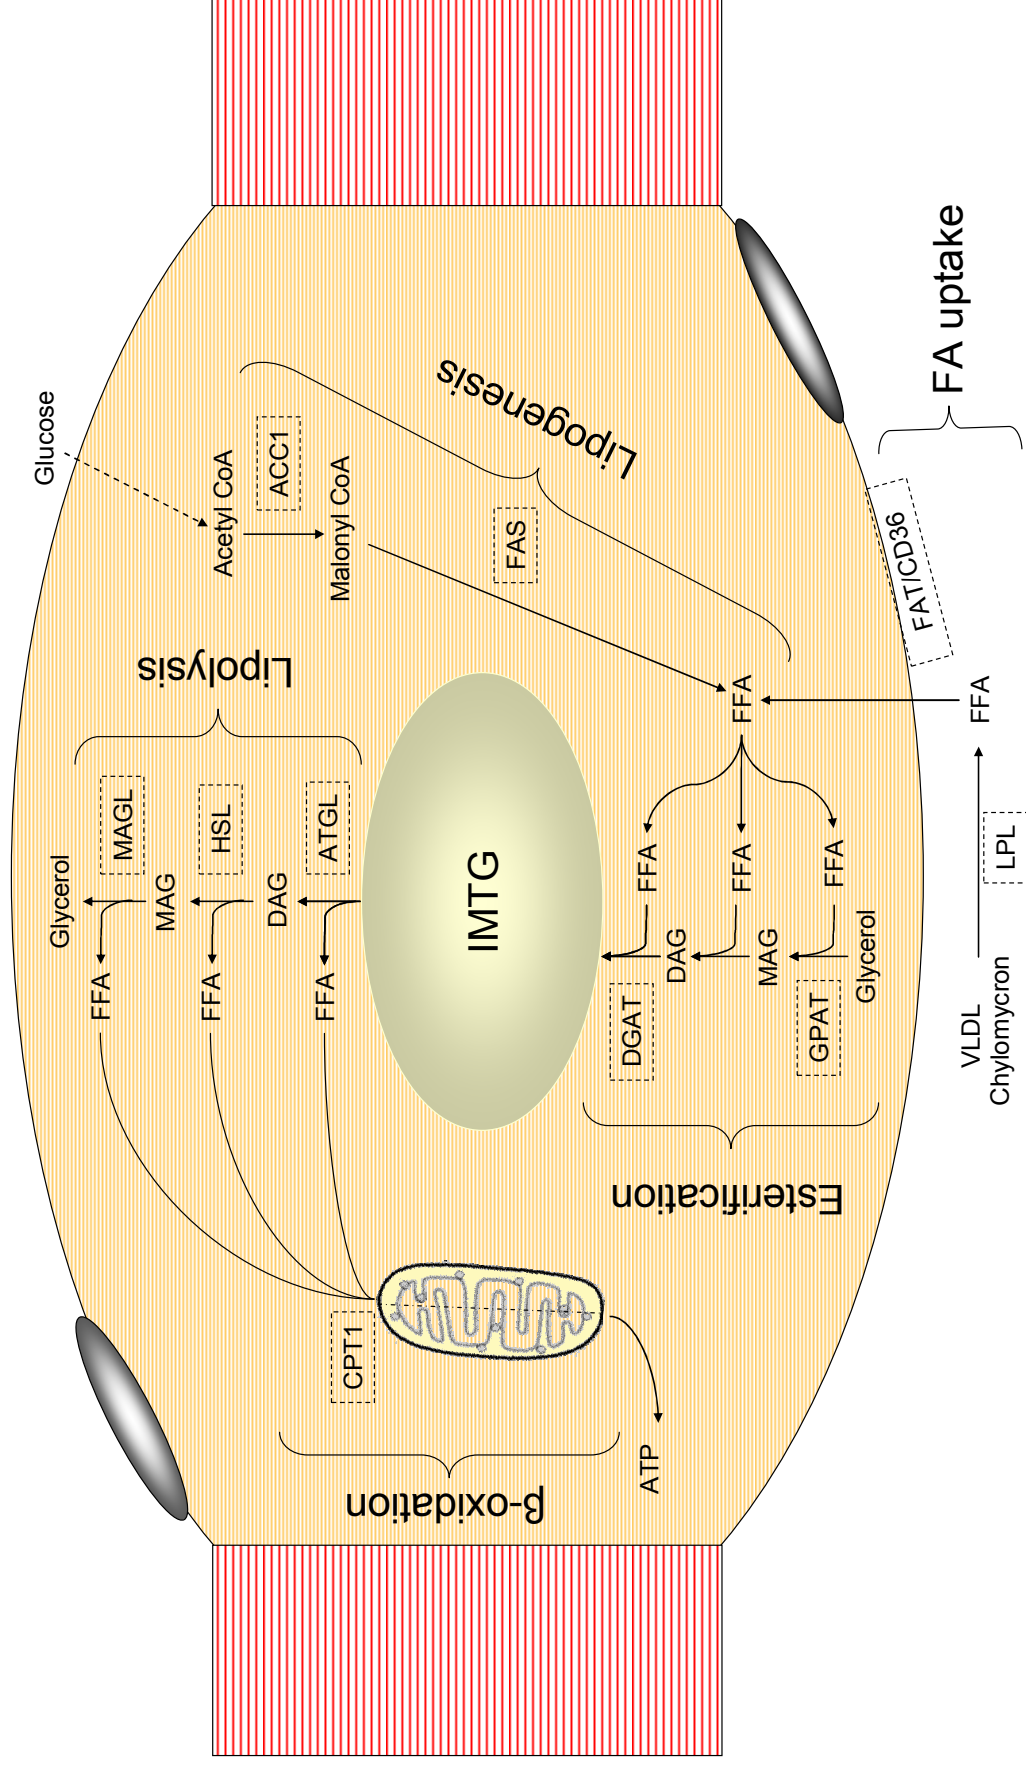 Glucose
Acetyl CoA
ACC1
Malonyl CoA
FAS
Lipogenesis
Lipolysis
Glycerol
MAGL
FFA
MAG
HSL
FFA
DAG
ATGL
FFA
IMTG
CPT1
β-oxidation
ATP
FFA
FFA
FFA
FFA
DGAT
DAG
MAG
GPAT
Glycerol
Esterification
FA uptake
FAT/CD36
FFA
LPL
VLDL
Chylomycron